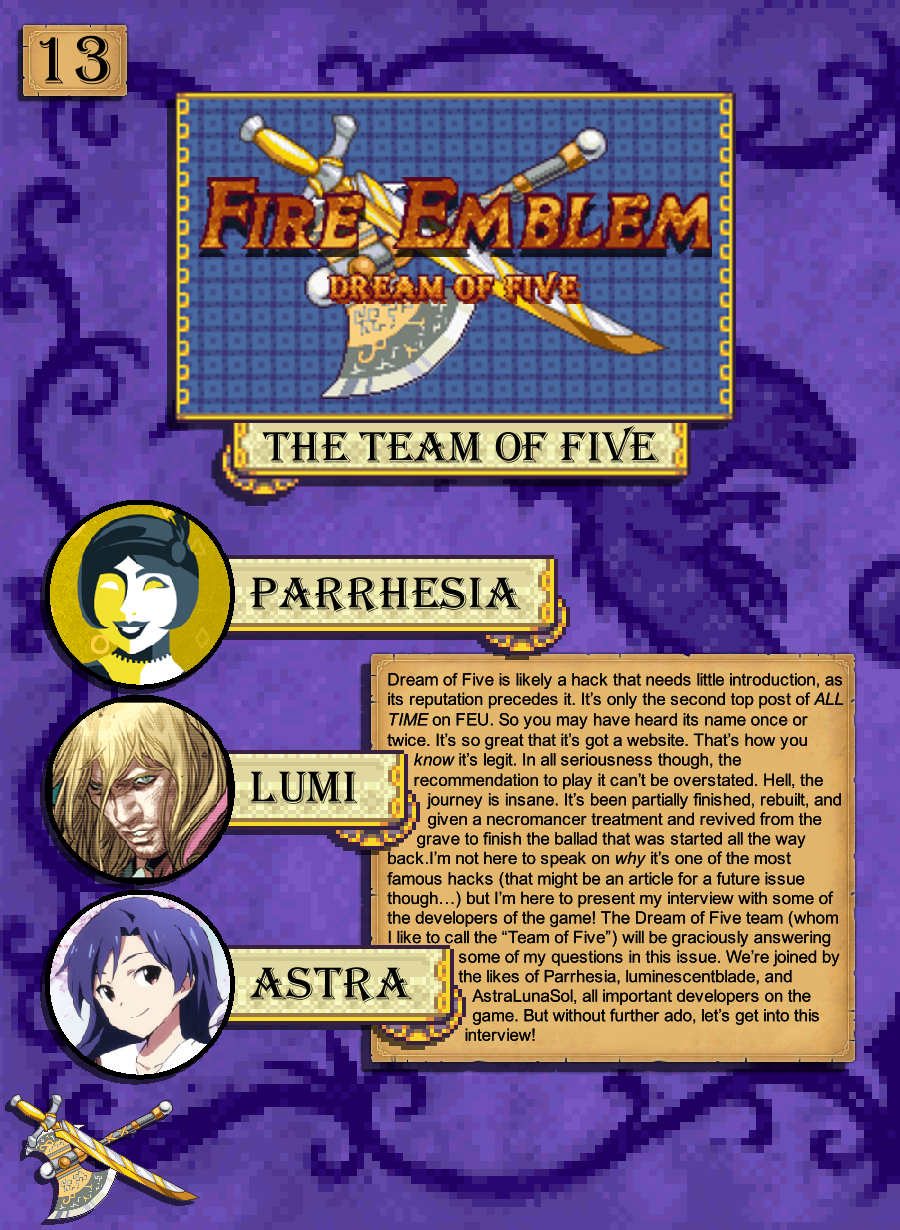 13
FIRE EMBLEM
DREAM OF FIVE
THE TEAM OF FIVE
PARRHESIA
LUMI
ASTRA
Dream of Five is likely a hack that needs little introduction, as
its reputation precedes it. It's only the second top post of ALL
TIME on FEU. So you may have heard its name once or
twice. It's so great that it's got a website. That's how you
know it's legit. In all seriousness though, the
recommendation to play it can't be overstated. Hell, the
journey is insane. It's been partially finished, rebuilt, and
given a necromancer treatment and revived from the
grave to finish the ballad that was started all the way
back.I'm not here to speak on why it's one of the most
famous hacks (that might be an article for a future issue
though…) but I'm here to present my interview with some of
the developers of the game! The Dream of Five team (whom
I like to call the “Team of Five”) will be graciously answering
some of my questions in this issue. We're joined by
the likes of Parrhesia, luminescentblade, and
AstraLunaSol, all important developers on the
game. But without further ado, let's get into this
interview!